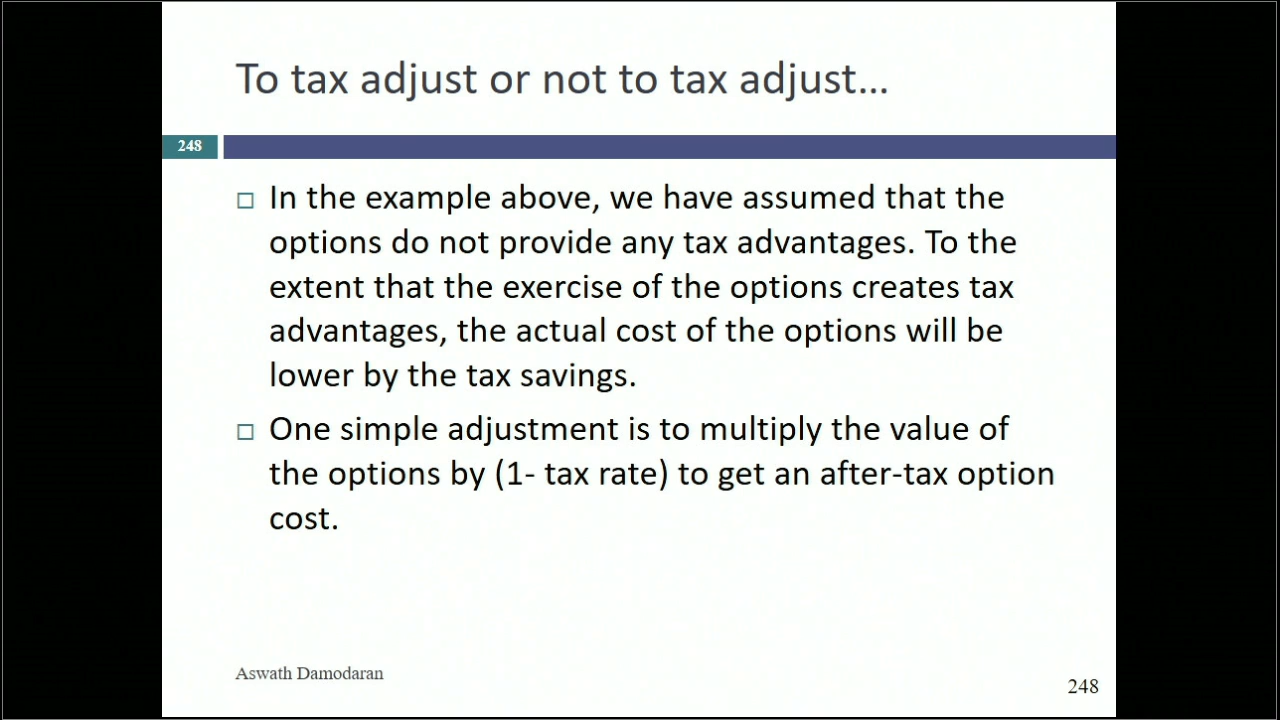 To tax adjust or not to tax adjust...
248
In the example above, we have assumed that the
options do not provide any tax advantages. To the
extent that the exercise of the options creates tax
advantages, the actual cost of the options will be
lower by the tax savings.
One simple adjustment is to multiply the value of
the options by (1- tax rate) to get an after-tax option
cost.
Aswath Damodaran
248